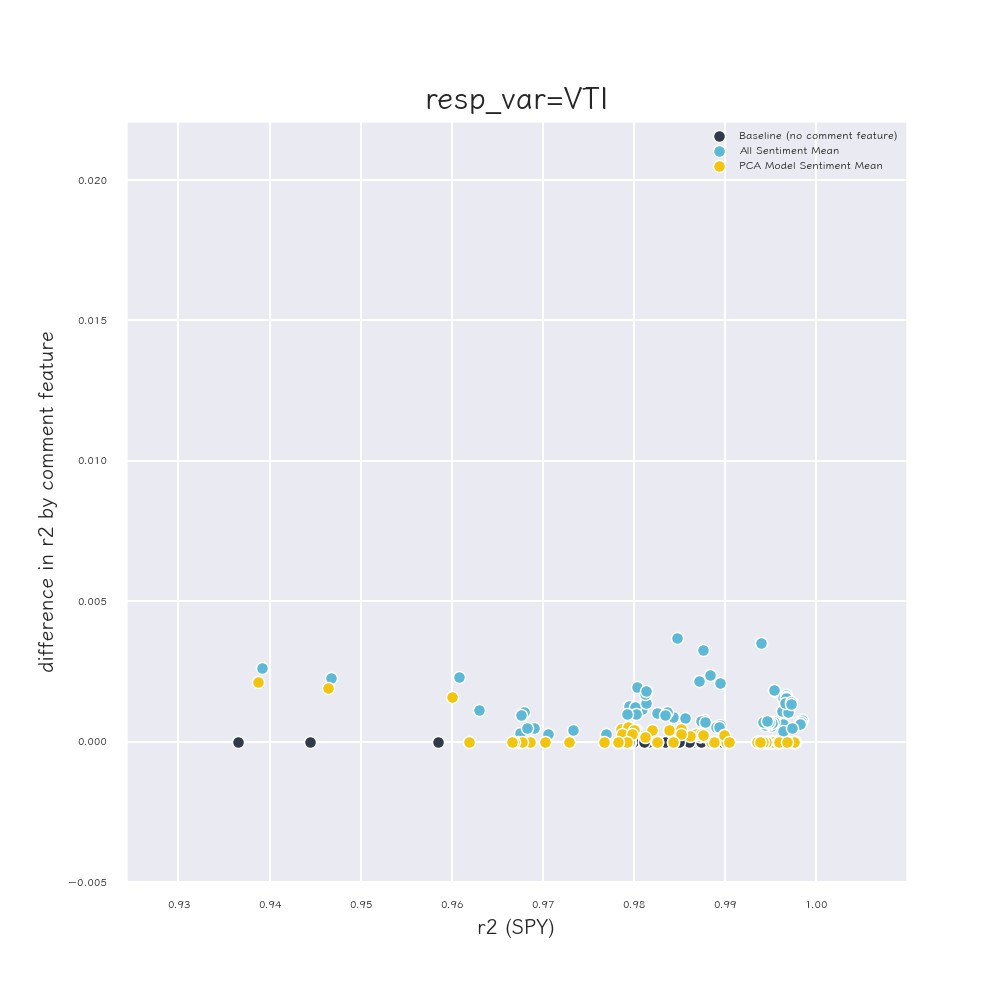 resp_var=VTI
Baseline (no comment feature)
All Sentiment Mean
PCA Model Sentiment Mean
difference in r2 by comment feature
0.020
0.015
0.010
0.005
0.000
−0.005
0.93 0.94 0.95 0.96 0.97 0.98 0.99 1.00
r2 (SPY)